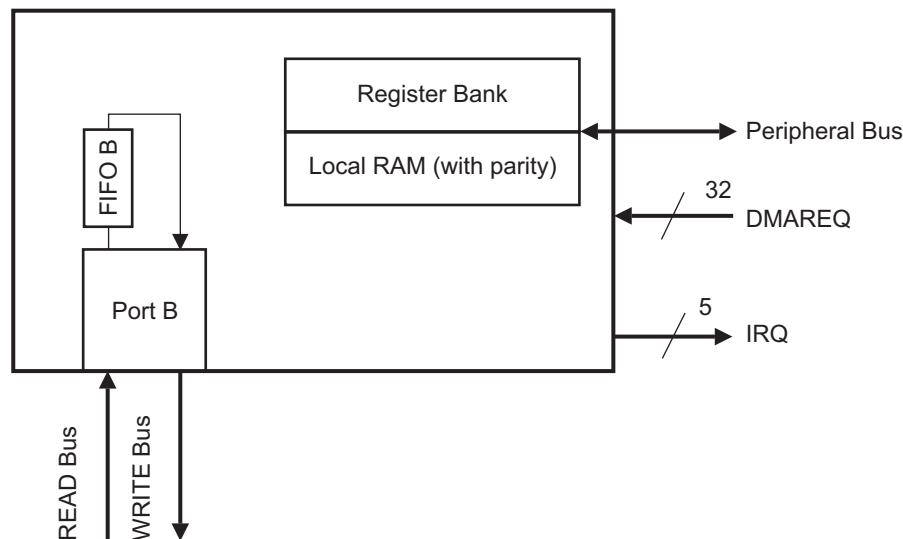 Register Bank
Peripheral Bus
FIFO B
Local RAM (with parity)
32
DMAREQ
Port B
5
IRQ
READ Bus
WRITE Bus